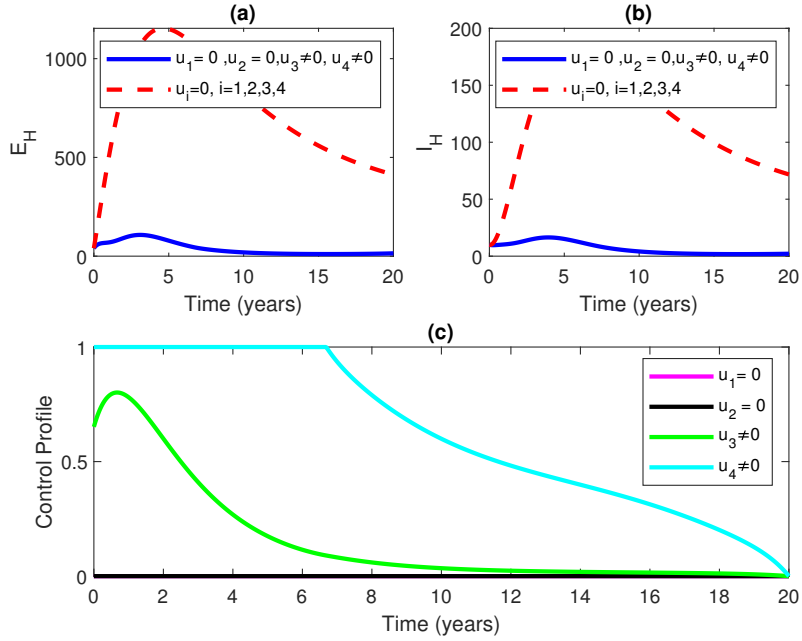 (a)
1000
500
0
E_H
u_1= 0 ,u_2 = 0,u_3≠0, u_4≠0
u_i=0, i=1,2,3,4
0 5 10 15 20
Time (years)
(b)
200
150
100
50
0
I_H
u_1= 0 ,u_2 = 0,u_3≠0, u_4≠0
u_i=0, i=1,2,3,4
0 5 10 15 20
Time (years)
(c)
1
0.5
0
Control Profile
u_1= 0
u_2 = 0
u_3≠0
u_4≠0
0 2 4 6 8 10 12 14 16 18 20
Time (years)